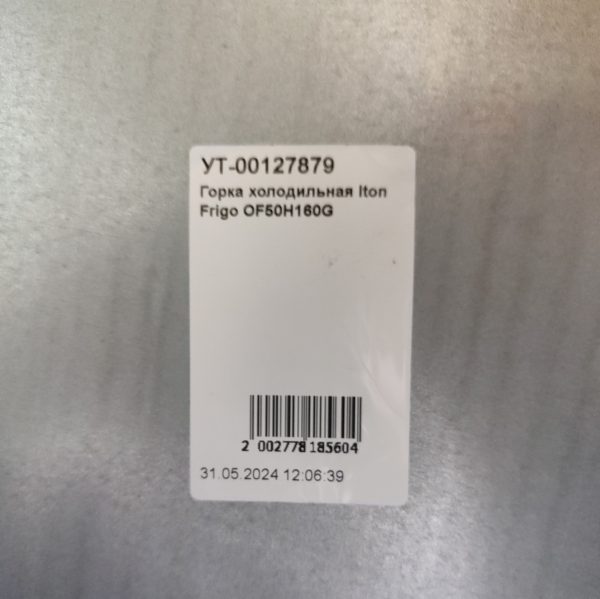 УТ-00127879
Горка холодильная Iton
Frigo OF50H160G
2 002778 185604
31.05.2024 12:06:39